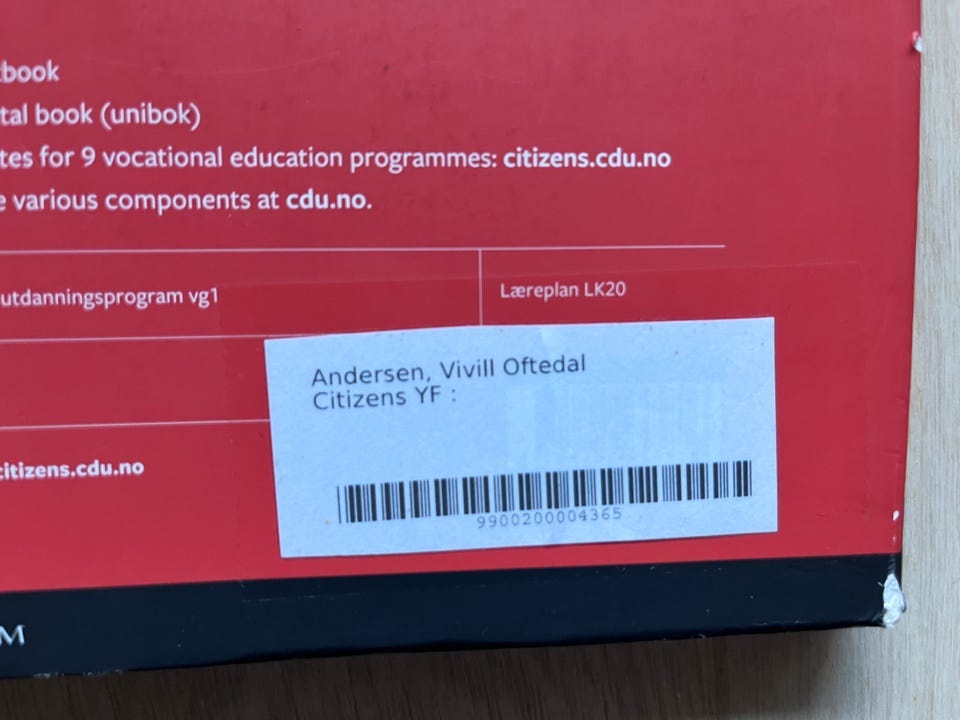 tbook
tal book (unibok)
tes for 9 vocational education programmes: citizens.cdu.no
e various components at cdu.no.
utdanningsprogram vg1
Læreplan LK20
Andersen, Vivill Oftedal
Citizens YF :
citizens.cdu.no
9900200004365
M